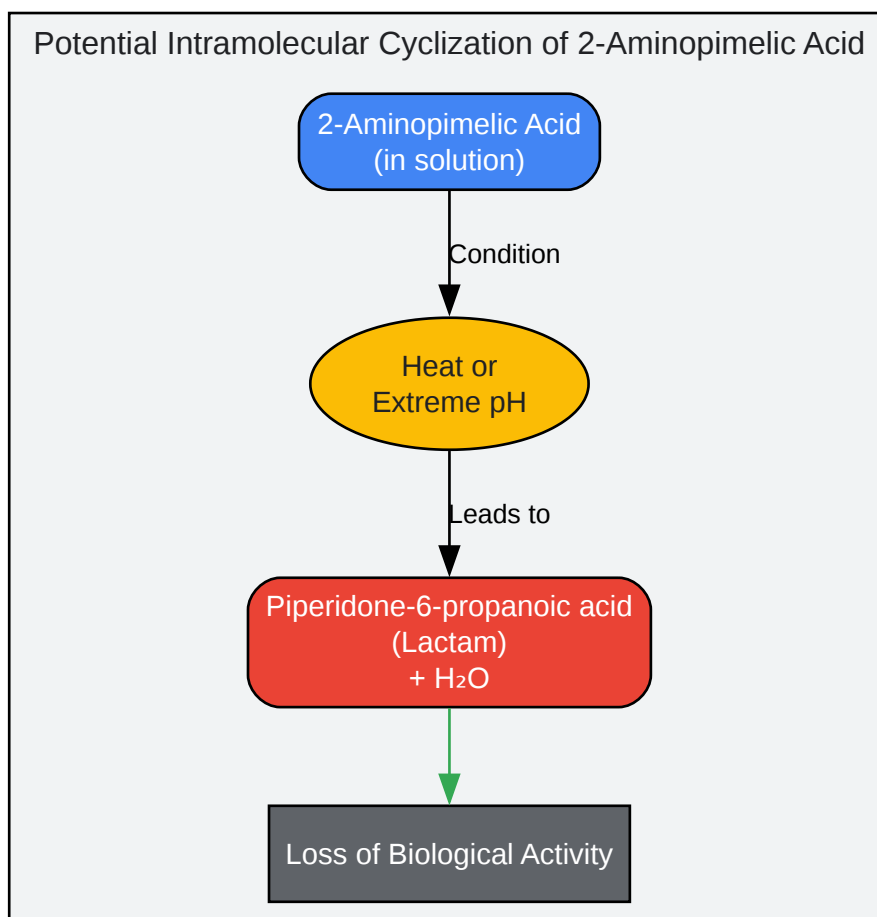 Potential Intramolecular Cyclization of 2-Aminopimelic Acid
2-Aminopimelic Acid
(in solution)
Condition
Heat or
Extreme pH
Leads to
Piperidone-6-propanoic acid
(Lactam)
+ H₂O
Loss of Biological Activity